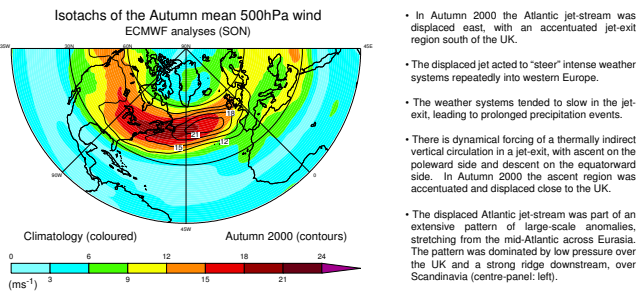 Isotachs of the Autumn mean 500hPa wind
ECMWF analyses (SON)
35W
30N
80N
30N
45E
18
21
15
12
90W
0
45W
Climatology (coloured)
Autumn 2000 (contours)
0 6 12 18 24
3 9 15 21
(ms-1)
• In Autumn 2000 the Atlantic jet-stream was
displaced east, with an accentuated jet-exit
region south of the UK.
• The displaced jet acted to “steer” intense weather
systems repeatedly into western Europe.
• The weather systems tended to slow in the jet-
exit, leading to prolonged precipitation events.
• There is dynamical forcing of a thermally indirect
vertical circulation in a jet-exit, with ascent on the
poleward side and descent on the equatorward
side. In Autumn 2000 the ascent region was
accentuated and displaced close to the UK.
• The displaced Atlantic jet-stream was part of an
extensive pattern of large-scale anomalies,
stretching from the mid-Atlantic across Eurasia.
The pattern was dominated by low pressure over
the UK and a strong ridge downstream, over
Scandinavia (centre-panel: left).